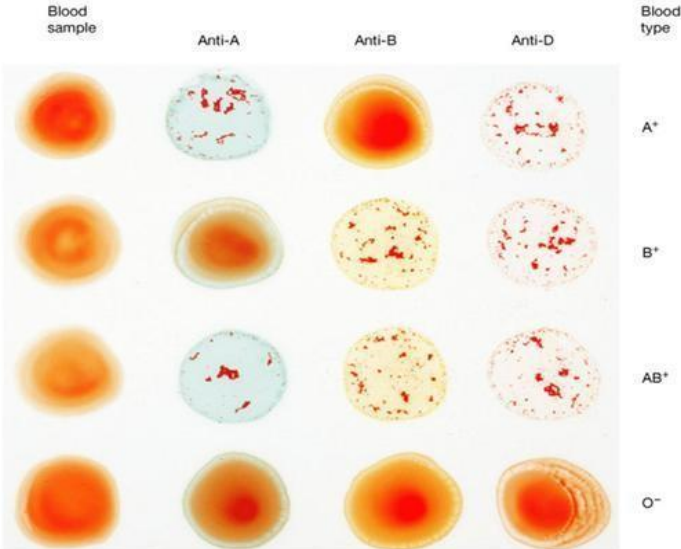 Blood
sample
Anti-A
Anti-B
Anti-D
Blood
type
A⁺
B⁺
AB⁺
O⁻